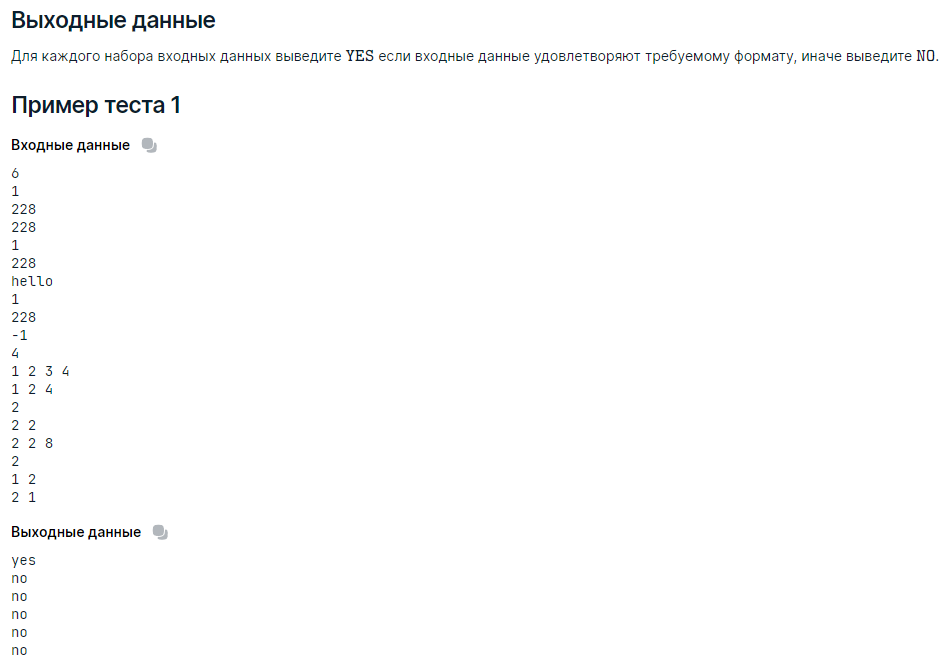 Выходные данные
Для каждого набора входных данных выведите YES если входные данные удовлетворяют требуемому формату, иначе выведите NO.
Пример теста 1
Входные данные
6
1
228
228
1
228
hello
1
228
-1
4
1 2 3 4
1 2 4
2
2 2
2 2 8
2
1 2
2 1
Выходные данные
yes
no
no
no
no
no